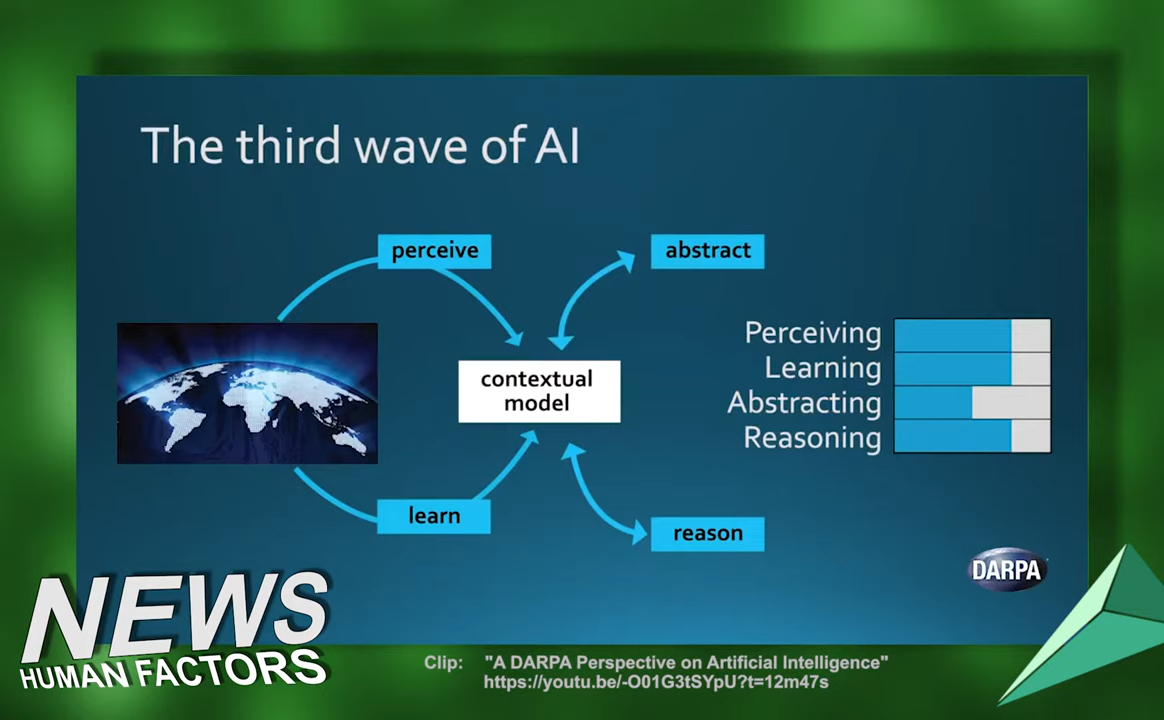 The third wave of AI
perceive
abstract
contextual
model
learn
reason
Perceiving
Learning
Abstracting
Reasoning
DARPA
NEWS
HUMAN FACTORS
Clip: "A DARPA Perspective on Artificial Intelligence"
https://youtu.be/-O01G3tSYpU?t=12m47s